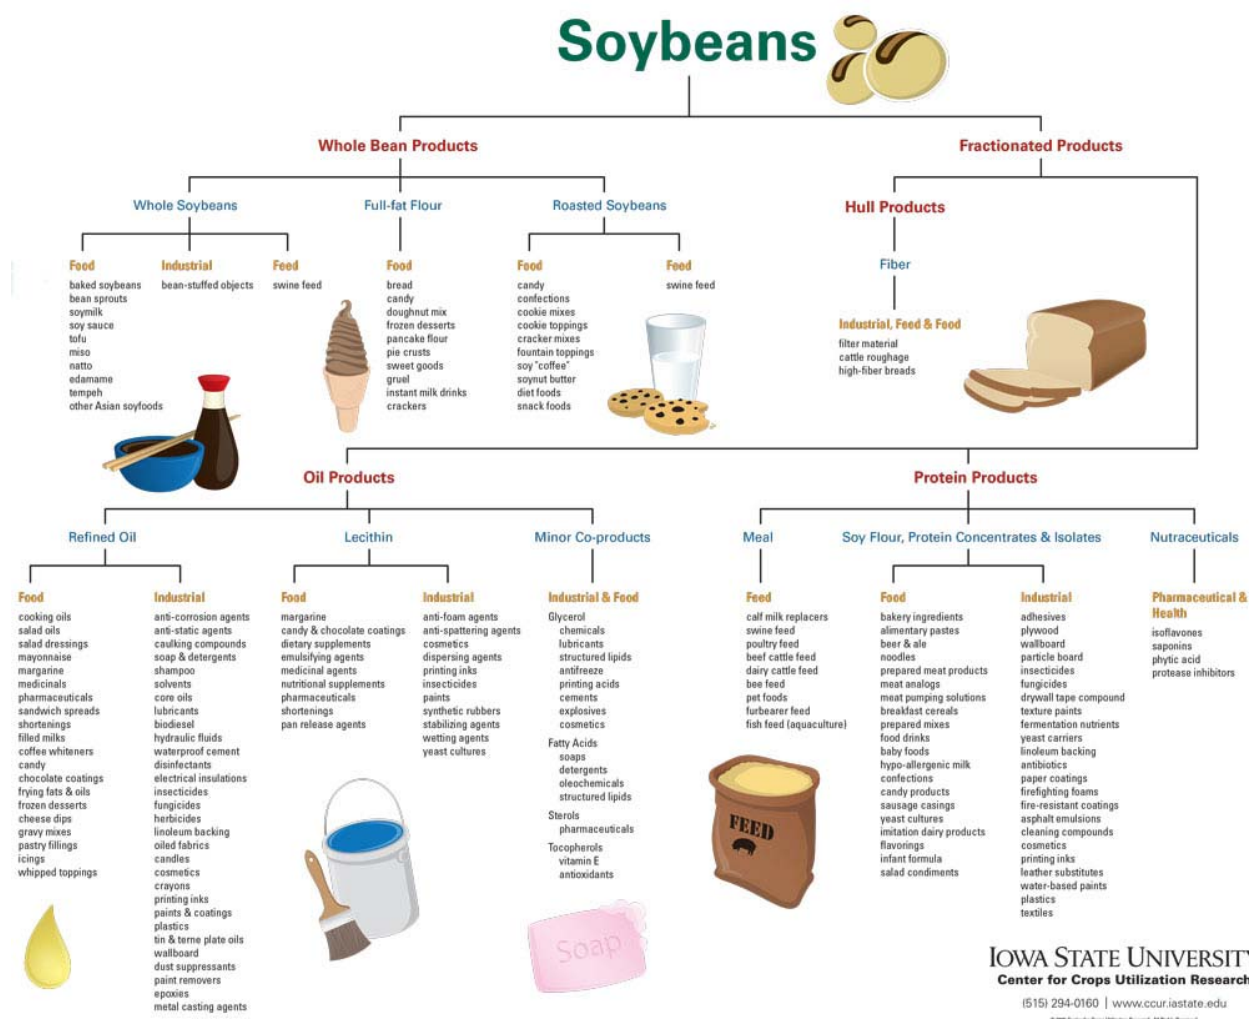 Soybeans
Whole Bean Products
Fractionated Products
Whole Soybeans
Full-fat Flour
Roasted Soybeans
Hull Products
Food
baked soybeans
bean sprouts
soymilk
soy sauce
tofu
miso
natto
edamame
tempeh
other Asian soyfoods
Industrial
bean-stuffed objects
Feed
swine feed
Food
bread
candy
doughnut mix
frozen desserts
pancake flour
pie crusts
sweet goods
gruel
instant milk drinks
crackers
Food
candy
confections
cookie mixes
cookie toppings
cracker mixes
fountain toppings
soy "coffee"
soynut butter
diet foods
snack foods
Feed
swine feed
Fiber
Industrial, Feed & Food
filter material
cattle roughage
high-fiber breads
Oil Products
Protein Products
Refined Oil
Lecithin
Minor Co-products
Meal
Soy Flour, Protein Concentrates & Isolates
Nutraceuticals
Food
cooking oils
salad oils
salad dressings
mayonnaise
margarine
medicinals
pharmaceuticals
sandwich spreads
shortenings
filled milks
coffee whiteners
candy
chocolate coatings
frying fats & oils
frozen desserts
cheese dips
gravy mixes
pastry fillings
icings
whipped toppings
Industrial
anti-corrosion agents
anti-static agents
caulking compounds
soap & detergents
shampoo
solvents
core oils
lubricants
biodiesel
hydraulic fluids
waterproof cement
disinfectants
electrical insulations
insecticides
fungicides
herbicides
linoleum backing
oiled fabrics
candles
cosmetics
crayons
printing inks
paints & coatings
plastics
tin & terne plate oils
wallboard
dust suppressants
paint removers
epoxies
metal casting agents
Food
margarine
candy & chocolate coatings
dietary supplements
emulsifying agents
medicinal agents
nutritional supplements
pharmaceuticals
shortenings
pan release agents
Industrial
anti-foam agents
anti-spattering agents
cosmetics
dispersing agents
printing inks
insecticides
paints
synthetic rubbers
stabilizing agents
wetting agents
yeast cultures
Industrial & Food
Glycerol
chemicals
lubricants
structured lipids
antifreeze
printing acids
cements
explosives
cosmetics
Fatty Acids
soaps
detergents
oleochemicals
structured lipids
Sterols
pharmaceuticals
Tocopherols
vitamin E
antioxidants
Soap
Feed
calf milk replacers
swine feed
poultry feed
beef cattle feed
dairy cattle feed
bee feed
pet foods
furbearer feed
fish feed (aquaculture)
FEED
Food
bakery ingredients
alimentary pastes
beer & ale
noodles
prepared meat products
meat analogs
meat pumping solutions
breakfast cereals
prepared mixes
food drinks
baby foods
hypo-allergenic milk
confections
candy products
sausage casings
yeast cultures
imitation dairy products
flavorings
infant formula
salad condiments
Industrial
adhesives
plywood
wallboard
particle board
insecticides
fungicides
drywall tape compound
texture paints
fermentation nutrients
yeast carriers
linoleum backing
antibiotics
paper coatings
firefighting foams
fire-resistant coatings
asphalt emulsions
cleaning compounds
cosmetics
printing inks
leather substitutes
water-based paints
plastics
textiles
Pharmaceutical &
Health
isoflavones
saponins
phytic acid
protease inhibitors
IOWA STATE UNIVERSITY
Center for Crops Utilization Research
(515) 294-0160 | www.ccur.iastate.edu